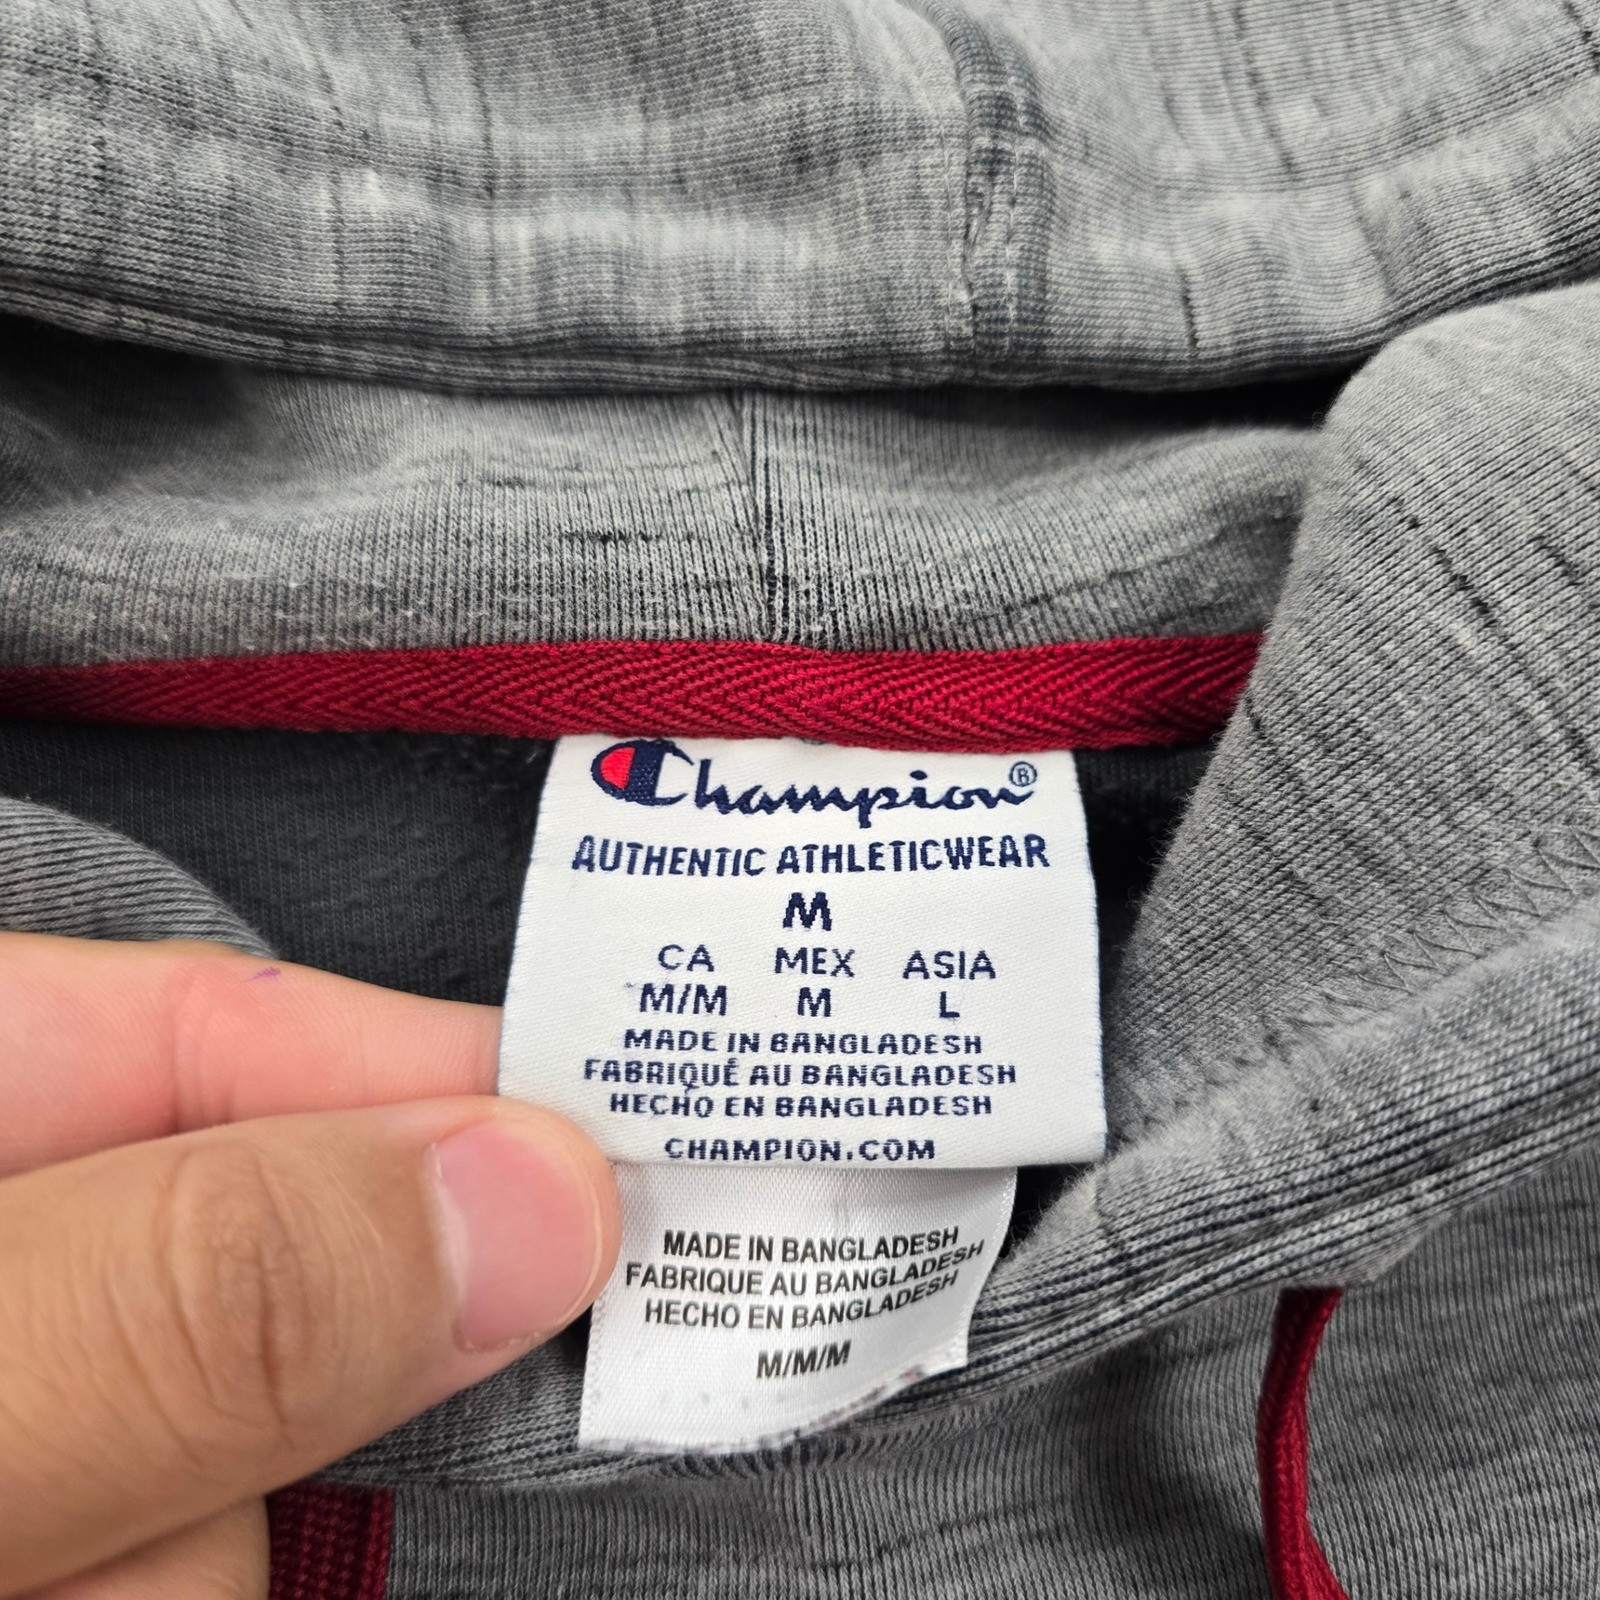 Champion®
AUTHENTIC ATHLETICWEAR
M
CA MEX ASIA
M/M M L
MADE IN BANGLADESH
FABRIQUÉ AU BANGLADESH
HECHO EN BANGLADESH
CHAMPION.COM
MADE IN BANGLADESH
FABRIQUE AU BANGLADESH
HECHO EN BANGLADESH
M/M/M